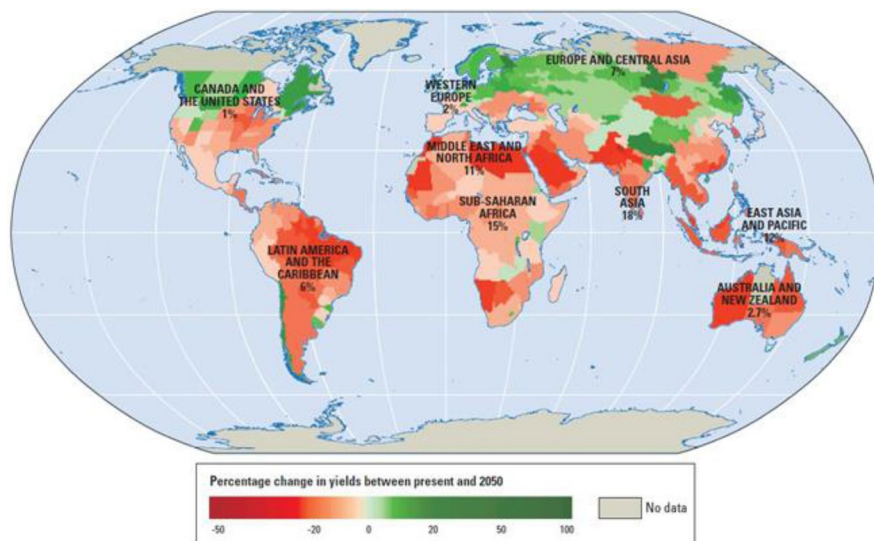 EUROPE AND CENTRAL ASIA
7%
CANADA AND
THE UNITED STATES
1%
WESTERN
EUROPE
2%
MIDDLE EAST AND
NORTH AFRICA
11%
SUB-SAHARAN
AFRICA
15%
SOUTH
ASIA
18%
EAST ASIA
AND PACIFIC
12%
LATIN AMERICA
AND THE
CARIBBEAN
6%
AUSTRALIA AND
NEW ZEALAND
2.7%
Percentage change in yields between present and 2050
No data
-50 -20 0 20 50 100